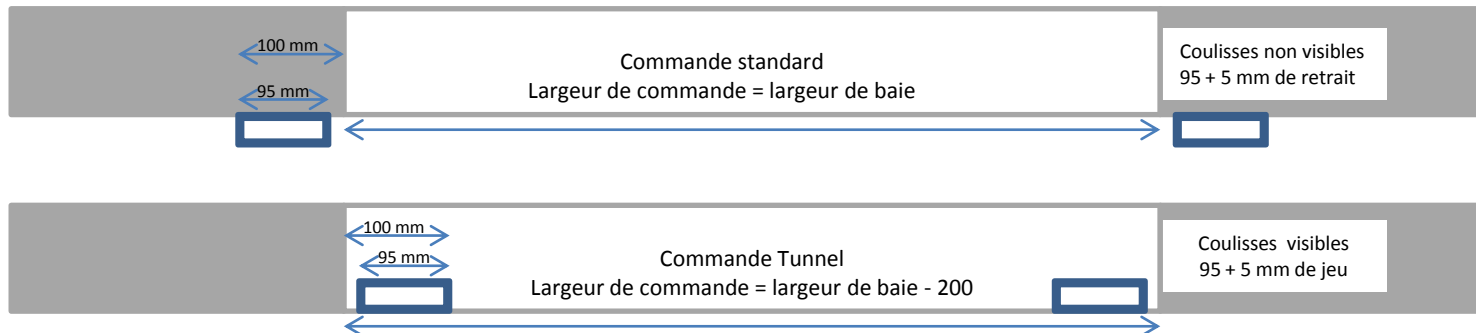 100 mm
95 mm
Commande standard
Largeur de commande = largeur de baie
Coulisses non visibles
95 + 5 mm de retrait
100 mm
95 mm
Commande Tunnel
Largeur de commande = largeur de baie - 200
Coulisses visibles
95 + 5 mm de jeu